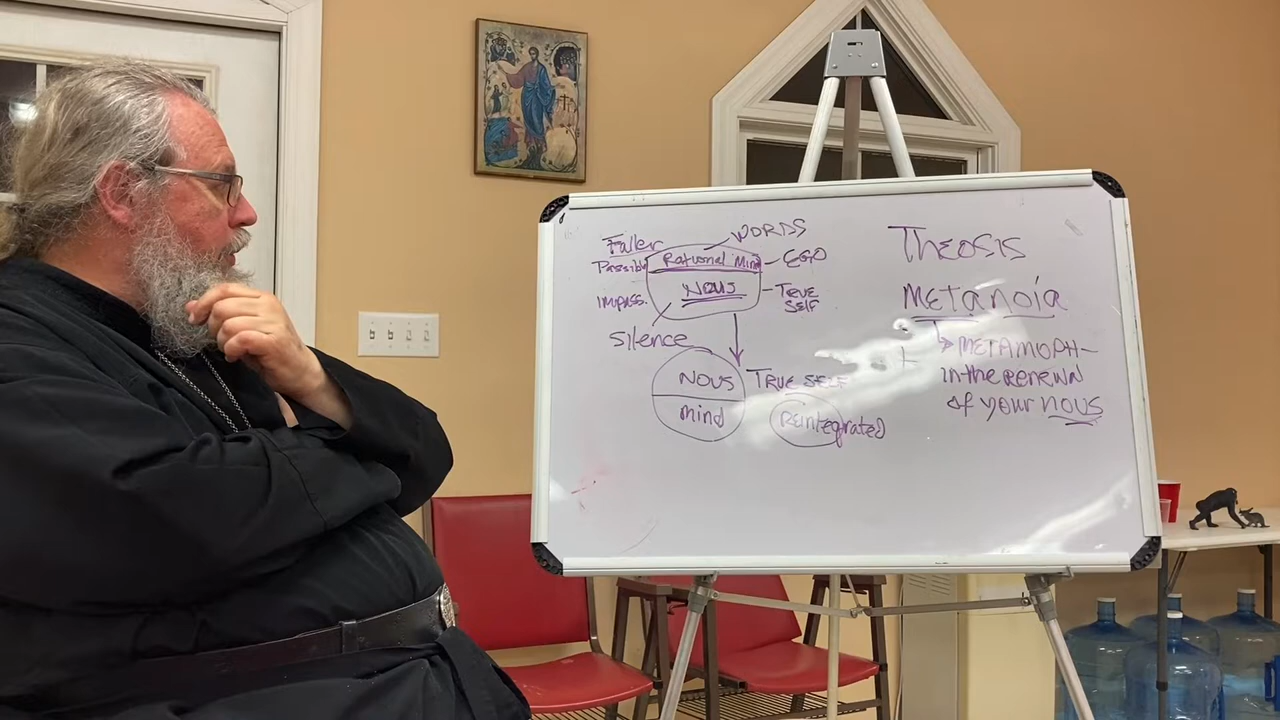 WORDS
Fallen
Passible
Rational Mind
EGO
NOUS
TRUE
SELF
Impass.
Silence
NOUS
TRUE SELF
mind
Reintegrated
Theosis
Metanoia
METAMOPH-
in the renewal
of your nous